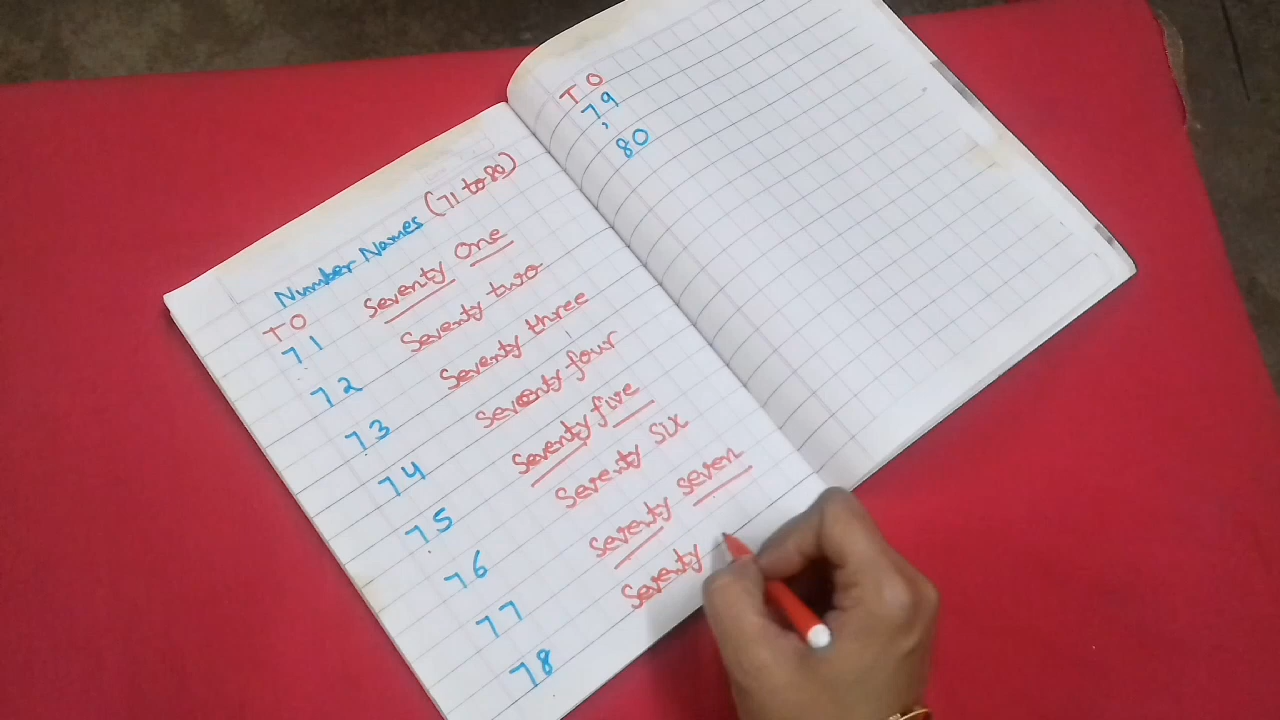 Number Names (71 to 80)
T O
71 Seventy One
72 Seventy two
73 Seventy three
74 Seventy four
75 Seventy five
76 Seventy Six
77 Seventy seven
78 Seventy
T O
79
80